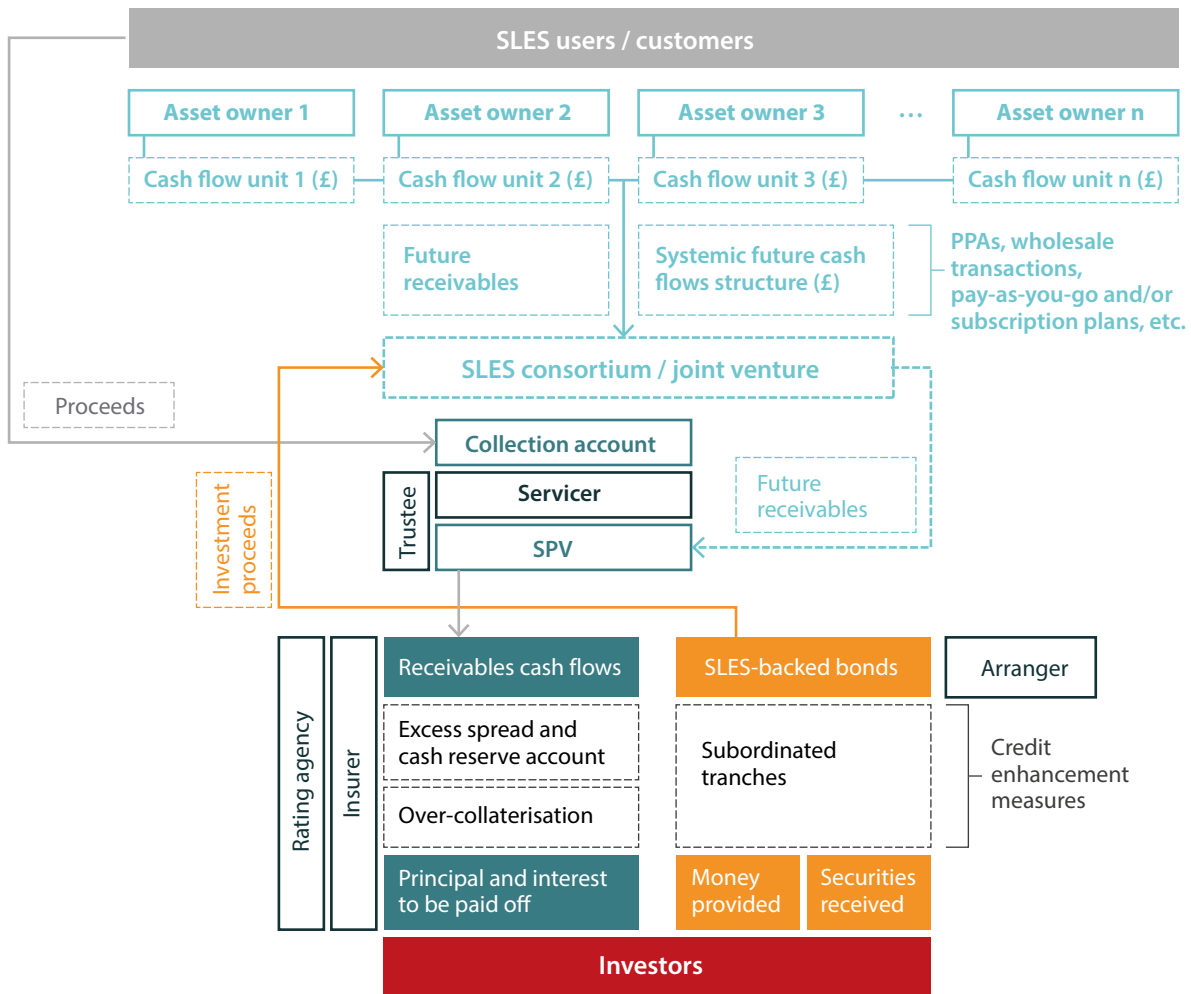 SLES users / customers
Asset owner 1
Asset owner 2
Asset owner 3
...
Asset owner n
Cash flow unit 1 (£)
Cash flow unit 2 (£)
Cash flow unit 3 (£)
Cash flow unit n (£)
Future
receivables
Systemic future cash
flows structure (£)
PPAs, wholesale
transactions,
pay-as-you-go and/or
subscription plans, etc.
SLES consortium / joint venture
Proceeds
Collection account
Servicer
SPV
Trustee
Future
receivables
Investment
proceeds
Receivables cash flows
SLES-backed bonds
Arranger
Rating agency
Insurer
Excess spread and
cash reserve account
Over-collaterisation
Subordinated
tranches
Credit
enhancement
measures
Principal and interest
to be paid off
Money
provided
Securities
received
Investors